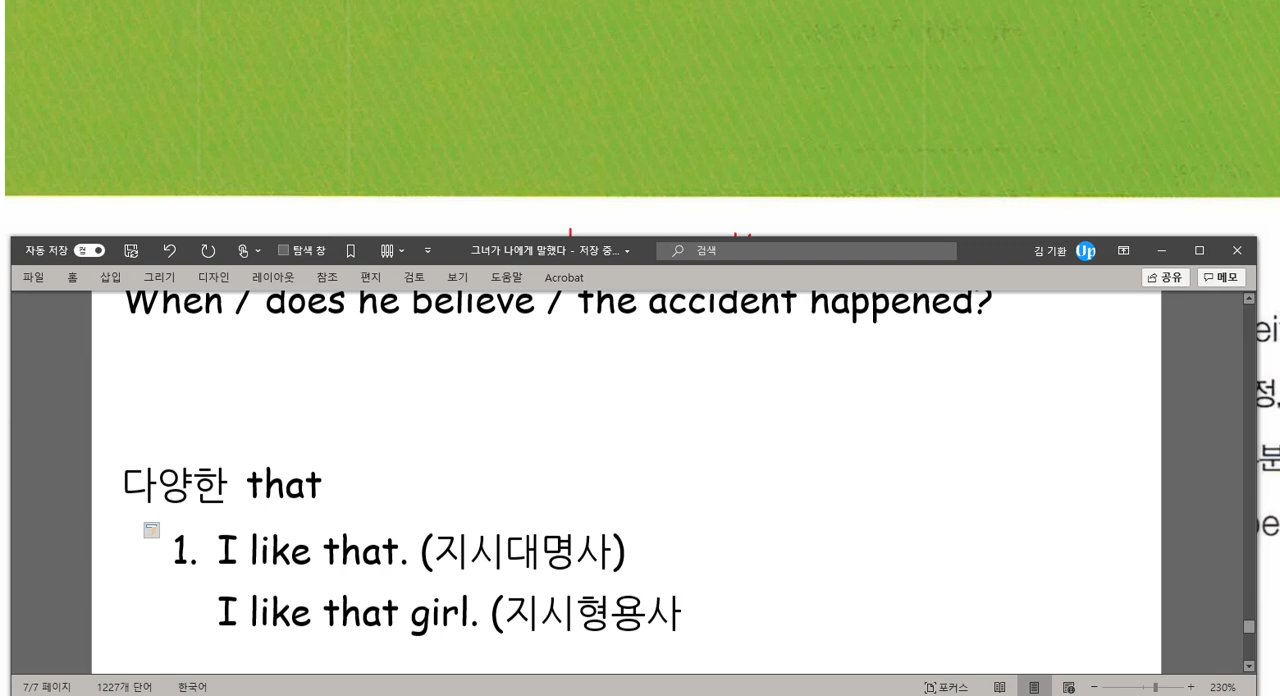 자동 저장 켬 탐색 창 그녀가 나에게 말했다 - 저장 중... 검색 김 기환 Up
파일 홈 삽입 그리기 디자인 레이아웃 참조 편지 검토 보기 도움말 Acrobat 공유 메모
When / does he believe / the accident happened?
다양한 that
1. I like that. (지시대명사)
I like that girl. (지시형용사
7/7 페이지 1227개 단어 한국어 포커스 230%